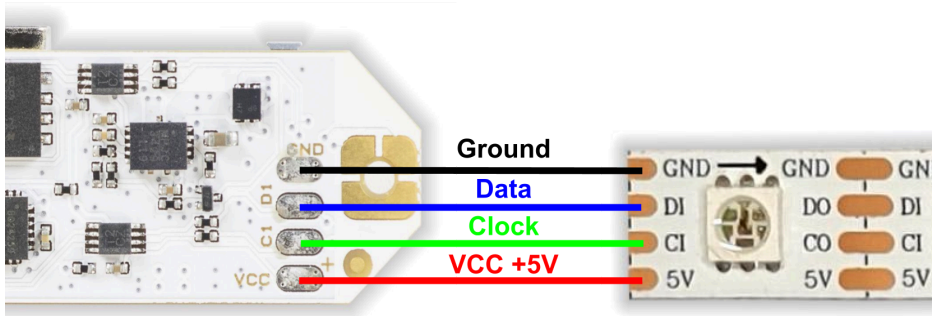 GND
D1
C1
VCC
+
Ground
Data
Clock
VCC +5V
GND GND GN
DI DO DI
CI CO CI
5V 5V 5V